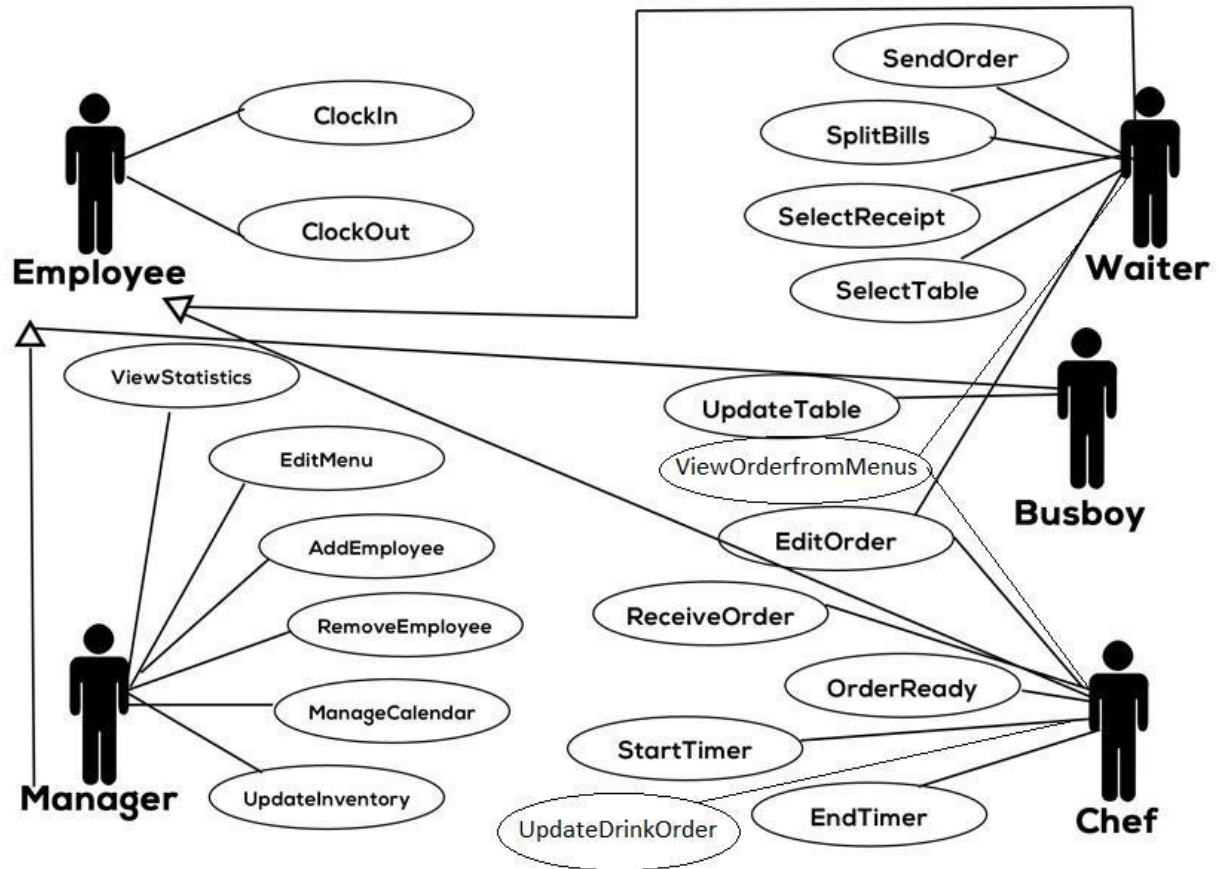 SendOrder
ClockIn
SplitBills
ClockOut
SelectReceipt
Employee
Waiter
SelectTable
ViewStatistics
UpdateTable
EditMenu
ViewOrderfromMenus
Busboy
AddEmployee
EditOrder
RemoveEmployee
ReceiveOrder
OrderReady
ManageCalendar
StartTimer
Manager
UpdateInventory
EndTimer
Chef
UpdateDrinkOrder